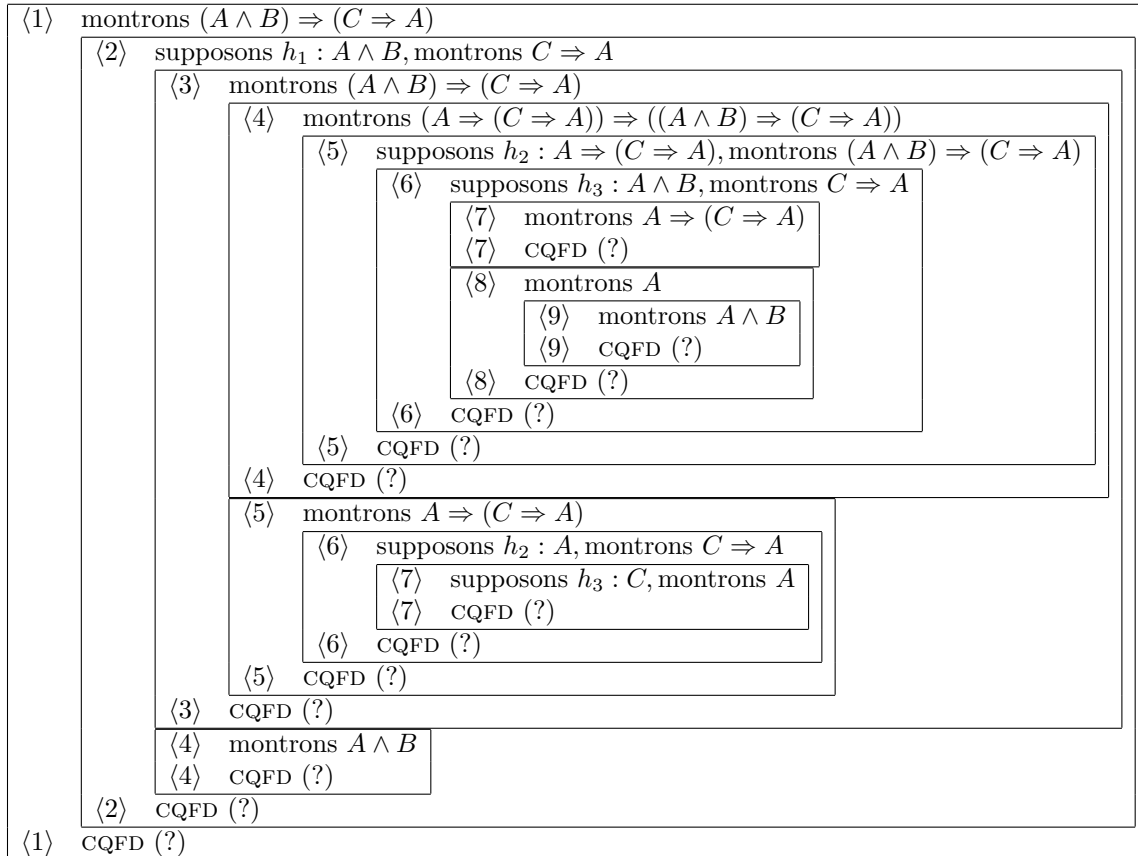 ⟨1⟩ montrons (A ∧ B) ⇒ (C ⇒ A)
⟨2⟩ supposons h₁ : A ∧ B, montrons C ⇒ A
⟨3⟩ montrons (A ∧ B) ⇒ (C ⇒ A)
⟨4⟩ montrons (A ⇒ (C ⇒ A)) ⇒ ((A ∧ B) ⇒ (C ⇒ A))
⟨5⟩ supposons h₂ : A ⇒ (C ⇒ A), montrons (A ∧ B) ⇒ (C ⇒ A)
⟨6⟩ supposons h₃ : A ∧ B, montrons C ⇒ A
⟨7⟩ montrons A ⇒ (C ⇒ A)
⟨7⟩ CQFD (?)
⟨8⟩ montrons A
⟨9⟩ montrons A ∧ B
⟨9⟩ CQFD (?)
⟨8⟩ CQFD (?)
⟨6⟩ CQFD (?)
⟨5⟩ CQFD (?)
⟨4⟩ CQFD (?)
⟨5⟩ montrons A ⇒ (C ⇒ A)
⟨6⟩ supposons h₂ : A, montrons C ⇒ A
⟨7⟩ supposons h₃ : C, montrons A
⟨7⟩ CQFD (?)
⟨6⟩ CQFD (?)
⟨5⟩ CQFD (?)
⟨3⟩ CQFD (?)
⟨4⟩ montrons A ∧ B
⟨4⟩ CQFD (?)
⟨2⟩ CQFD (?)
⟨1⟩ CQFD (?)